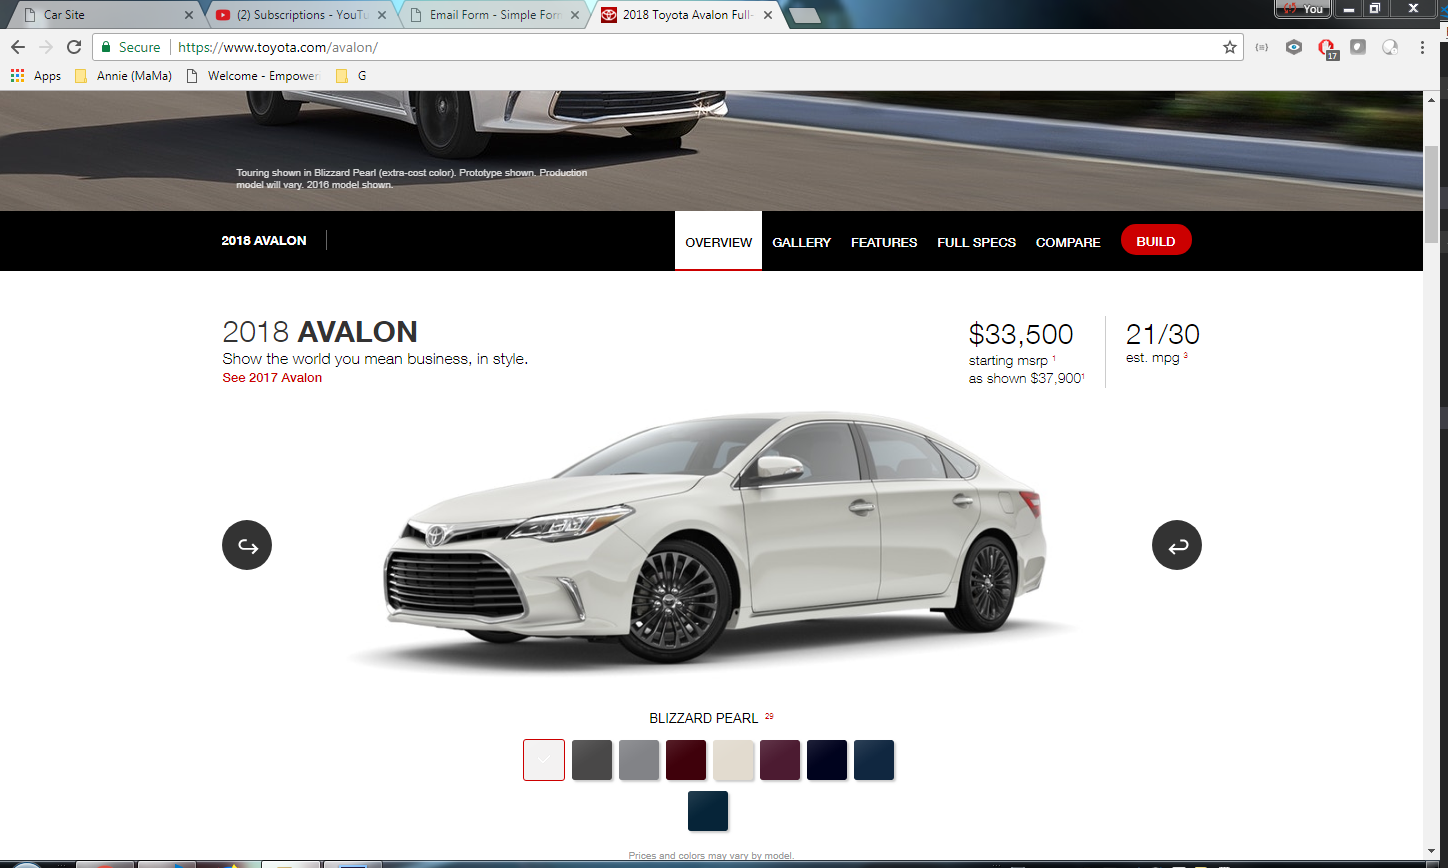 Car Site
(2) Subscriptions - YouTu
Email Form - Simple Form
2018 Toyota Avalon Full-
You
Secure
https://www.toyota.com/avalon/
17
Apps
Annie (MaMa)
Welcome - Empower
G
Touring shown in Blizzard Pearl (extra-cost color). Prototype shown. Production
model will vary. 2016 model shown.
2018 AVALON
OVERVIEW
GALLERY
FEATURES
FULL SPECS
COMPARE
BUILD
2018 AVALON
Show the world you mean business, in style.
See 2017 Avalon
$33,500
starting msrp 1
as shown $37,9001
21/30
est. mpg 3
BLIZZARD PEARL 29
Prices and colors may vary by model.